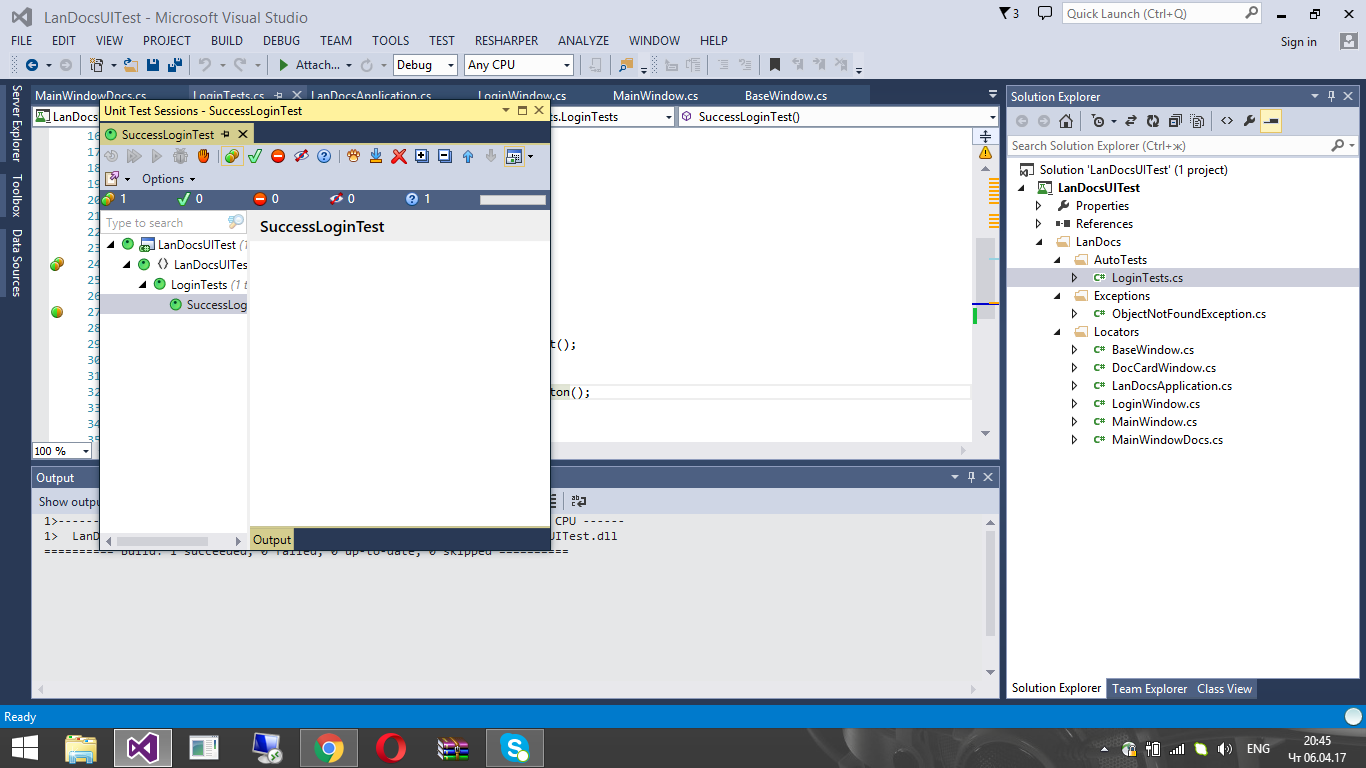 LanDocsUITest - Microsoft Visual Studio
3
Quick Launch (Ctrl+Q)
FILE EDIT VIEW PROJECT BUILD DEBUG TEAM TOOLS TEST RESHARPER ANALYZE WINDOW HELP
Sign in
Attach... Debug Any CPU
Server Explorer
Toolbox
Data Sources
MainWindowDocs.cs LoginTests.cs LanDocsApplication.cs LoginWindow.cs MainWindow.cs BaseWindow.cs
LanDocs
ts.LoginTests
SuccessLoginTest()
16
17
18
19
20
21
22
23
24
25
26
27
28
29 t();
30
31
32 ton();
33
34
35
100 %
Unit Test Sessions - SuccessLoginTest
SuccessLoginTest
Options
1 0 0 0 1
Type to search
SuccessLoginTest
LanDocsUITest (1
LanDocsUITes
LoginTests (1 t
SuccessLog
Output
Output
Show outpu
1>------ CPU ------
1> LanD UITest.dll
========== Build: 1 succeeded, 0 failed, 0 up-to-date, 0 skipped ==========
Solution Explorer
Search Solution Explorer (Ctrl+ж)
Solution 'LanDocsUITest' (1 project)
LanDocsUITest
Properties
References
LanDocs
AutoTests
LoginTests.cs
Exceptions
ObjectNotFoundException.cs
Locators
BaseWindow.cs
DocCardWindow.cs
LanDocsApplication.cs
LoginWindow.cs
MainWindow.cs
MainWindowDocs.cs
Solution Explorer Team Explorer Class View
Ready
ENG
20:45
Чт 06.04.17